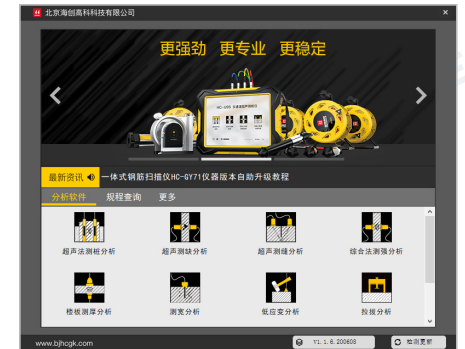 北京海创高科科技有限公司
更强劲 更专业 更稳定
最新资讯 一体式钢筋扫描仪HC-GY71仪器版本自助升级教程
分析软件 规程查询 更多
超声法测桩分析 超声测缺分析 超声测缝分析 综合法测强分析
楼板测厚分析 测宽分析 低应变分析 拉拔分析
www.bjhcgk.com V1.1.6.200608 检测更新